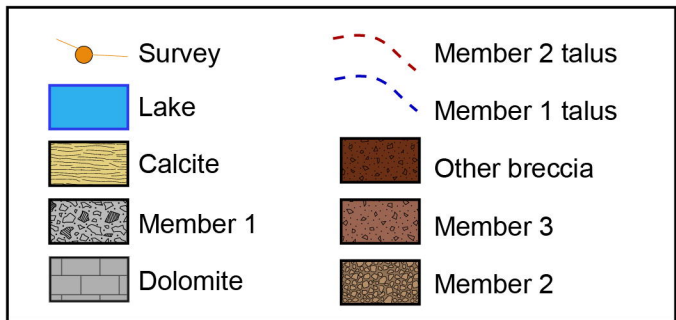 Survey
Lake
Calcite
Member 1
Dolomite
Member 2 talus
Member 1 talus
Other breccia
Member 3
Member 2